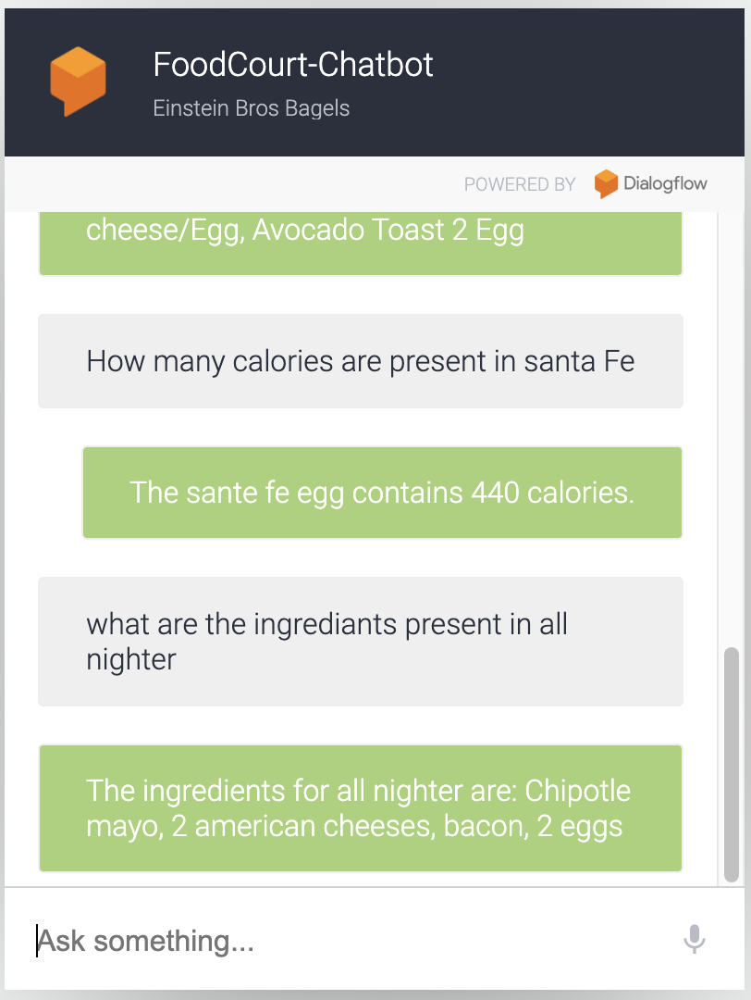 FoodCourt-Chatbot
Einstein Bros Bagels
POWERED BY Dialogflow
cheese/Egg, Avocado Toast 2 Egg
How many calories are present in santa Fe
The sante fe egg contains 440 calories.
what are the ingrediants present in all
nighter
The ingredients for all nighter are: Chipotle
mayo, 2 american cheeses, bacon, 2 eggs
Ask something...